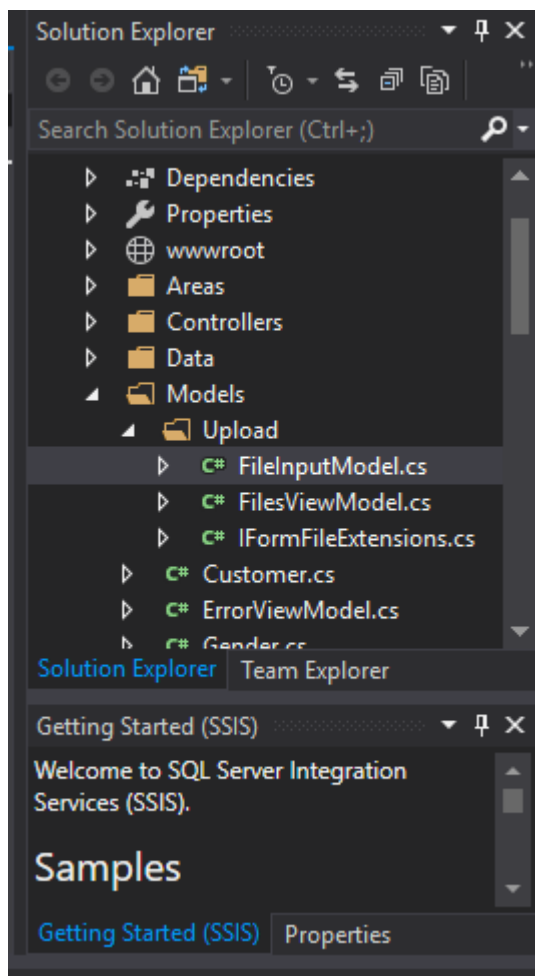 Solution Explorer
Search Solution Explorer (Ctrl+;)
Dependencies
Properties
wwwroot
Areas
Controllers
Data
Models
Upload
C# FileInputModel.cs
C# FilesViewModel.cs
C# IFormFileExtensions.cs
C# Customer.cs
C# ErrorViewModel.cs
C# Gender.cs
Solution Explorer Team Explorer
Getting Started (SSIS)
Welcome to SQL Server Integration
Services (SSIS).
Samples
Getting Started (SSIS) Properties